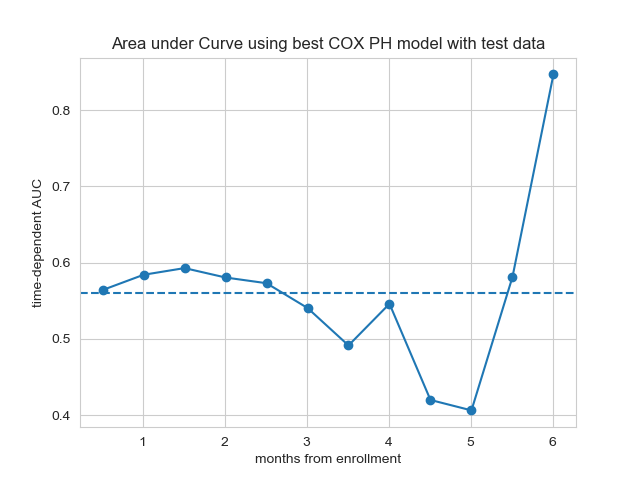 Area under Curve using best COX PH model with test data
time-dependent AUC
0.8
0.7
0.6
0.5
0.4
1 2 3 4 5 6
months from enrollment